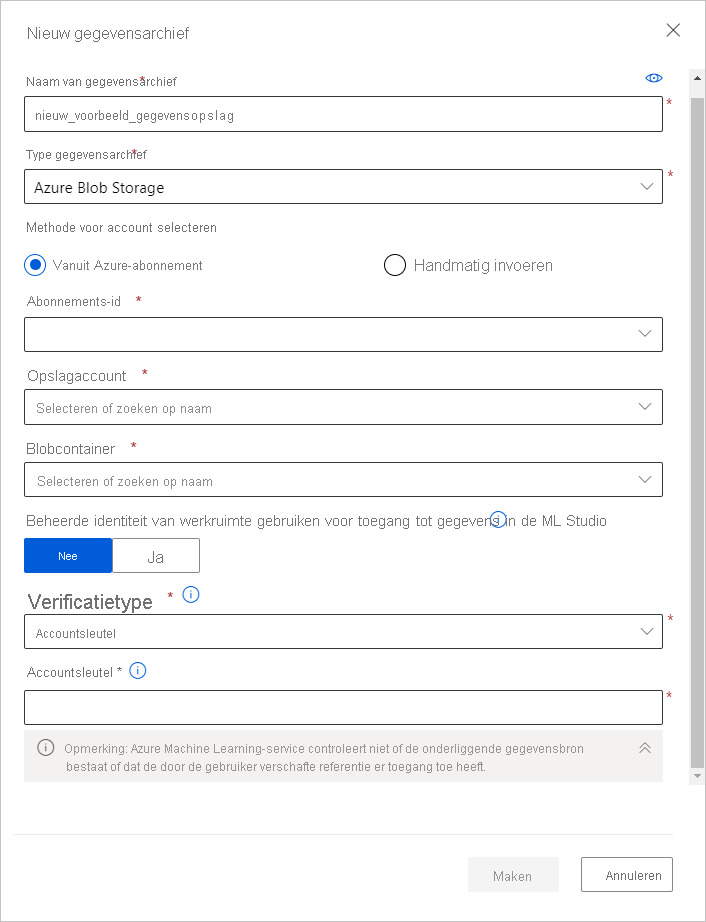 Nieuw gegevensarchief
Naam van gegevensarchief *
nieuw_voorbeeld_gegevensopslag *
Type gegevensarchief *
Azure Blob Storage *
Methode voor account selecteren
Vanuit Azure-abonnement Handmatig invoeren
Abonnements-id *
Opslagaccount *
Selecteren of zoeken op naam
Blobcontainer *
Selecteren of zoeken op naam
Beheerde identiteit van werkruimte gebruiken voor toegang tot gegevens in de ML Studio
Nee Ja
Verificatietype *
Accountsleutel *
Accountsleutel *
*
Opmerking: Azure Machine Learning-service controleert niet of de onderliggende gegevensbron
bestaat of dat de door de gebruiker verschafte referentie er toegang toe heeft.
Maken Annuleren